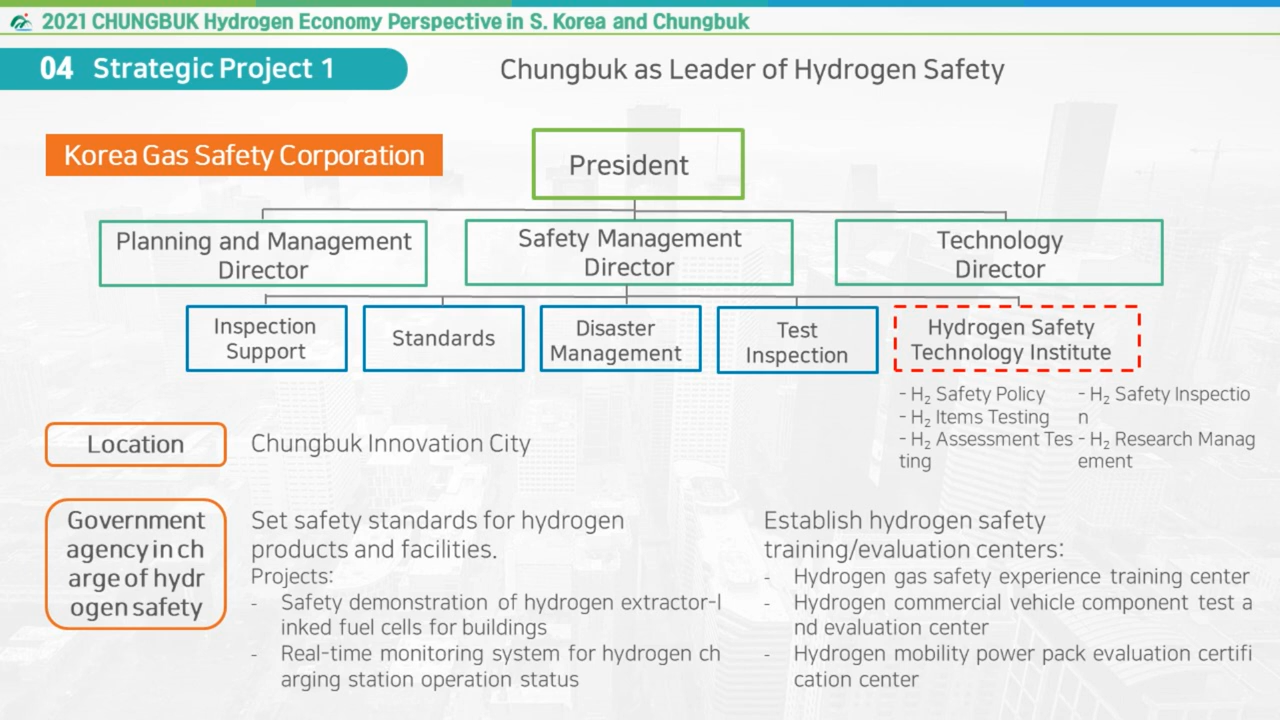 2021 CHUNGBUK Hydrogen Economy Perspective in S. Korea and Chungbuk
04 Strategic Project 1
Chungbuk as Leader of Hydrogen Safety
Korea Gas Safety Corporation
President
Planning and Management
Director
Safety Management
Director
Technology
Director
Inspection
Support
Standards
Disaster
Management
Test
Inspection
Hydrogen Safety
Technology Institute
- H₂ Safety Policy
- H₂ Items Testing
- H₂ Assessment Tes
ting
- H₂ Safety Inspectio
n
- H₂ Research Manag
ement
Location
Chungbuk Innovation City
Government
agency in ch
arge of hydr
ogen safety
Set safety standards for hydrogen
products and facilities.
Projects:
- Safety demonstration of hydrogen extractor-l
inked fuel cells for buildings
- Real-time monitoring system for hydrogen ch
arging station operation status
Establish hydrogen safety
training/evaluation centers:
- Hydrogen gas safety experience training center
- Hydrogen commercial vehicle component test a
nd evaluation center
- Hydrogen mobility power pack evaluation certifi
cation center